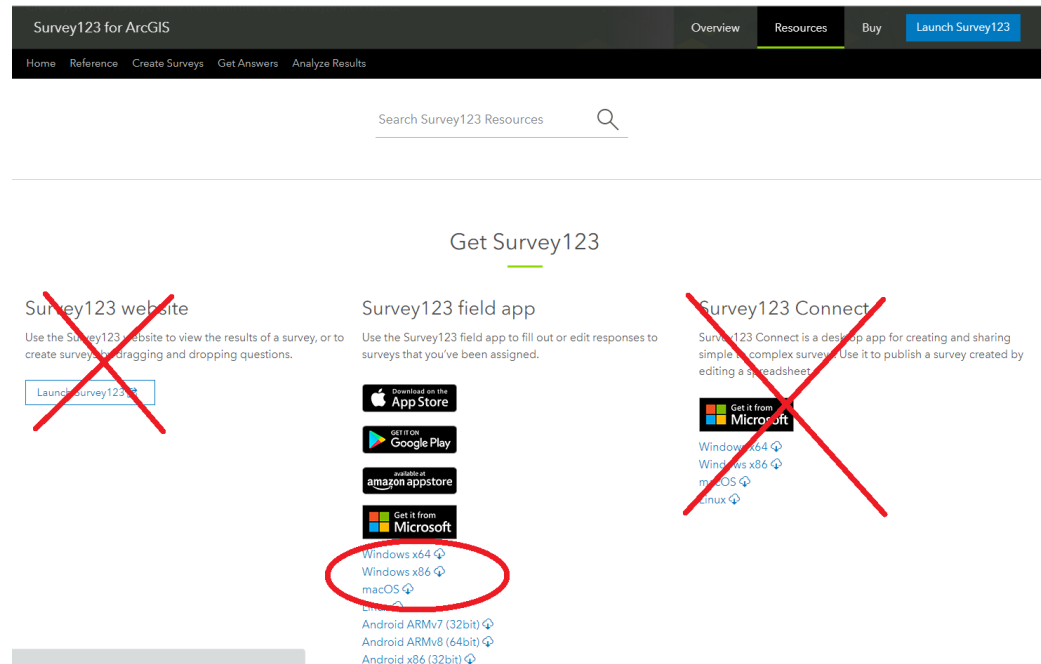 Survey123 for ArcGIS
Overview
Resources
Buy
Launch Survey123
Home Reference Create Surveys Get Answers Analyze Results
Search Survey123 Resources
Get Survey123
Survey123 website
Use the Survey123 website to view the results of a survey, or to
create surveys by dragging and dropping questions.
Launch Survey123
Survey123 field app
Use the Survey123 field app to fill out or edit responses to
surveys that you've been assigned.
Download on the
App Store
GET IT ON
Google Play
available at
amazon appstore
Get it from
Microsoft
Windows x64
Windows x86
macOS
Linux
Android ARMv7 (32bit)
Android ARMv8 (64bit)
Android x86 (32bit)
Survey123 Connect
Survey123 Connect is a desktop app for creating and sharing
simple to complex surveys. Use it to publish a survey created by
editing a spreadsheet.
Get it from
Microsoft
Windows x64
Windows x86
macOS
Linux